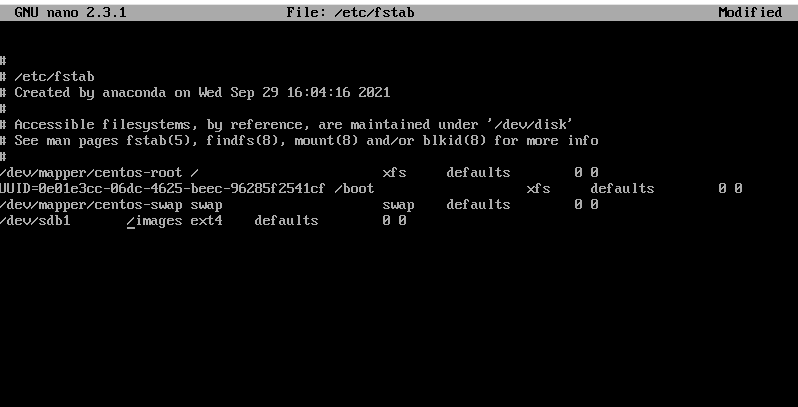 GNU nano 2.3.1 File: /etc/fstab Modified
#
# /etc/fstab
# Created by anaconda on Wed Sep 29 16:04:16 2021
#
# Accessible filesystems, by reference, are maintained under '/dev/disk'
# See man pages fstab(5), findfs(8), mount(8) and/or blkid(8) for more info
#
/dev/mapper/centos-root / xfs defaults 0 0
UUID=0e01e3cc-06dc-4625-beec-96285f2541cf /boot xfs defaults 0 0
/dev/mapper/centos-swap swap swap defaults 0 0
/dev/sdb1 /images ext4 defaults 0 0